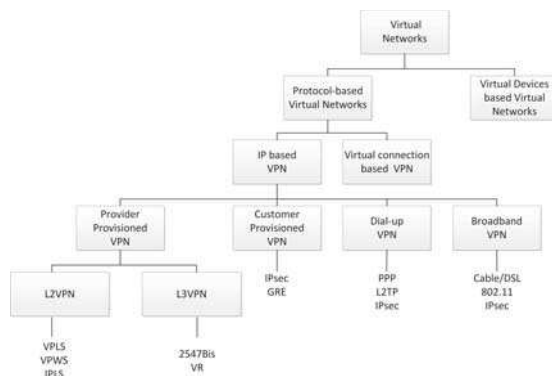 Virtual
Networks
Protocol-based
Virtual Networks
Virtual Devices
based Virtual
Networks
IP based
VPN
Virtual connection
based VPN
Provider
Provisioned
VPN
Customer
Provisioned
VPN
Dial-up
VPN
Broadband
VPN
IPsec
GRE
PPP
L2TP
IPsec
Cable/DSL
802.11
IPsec
L2VPN
L3VPN
VPLS
VPWS
IPLS
2547Bis
VR